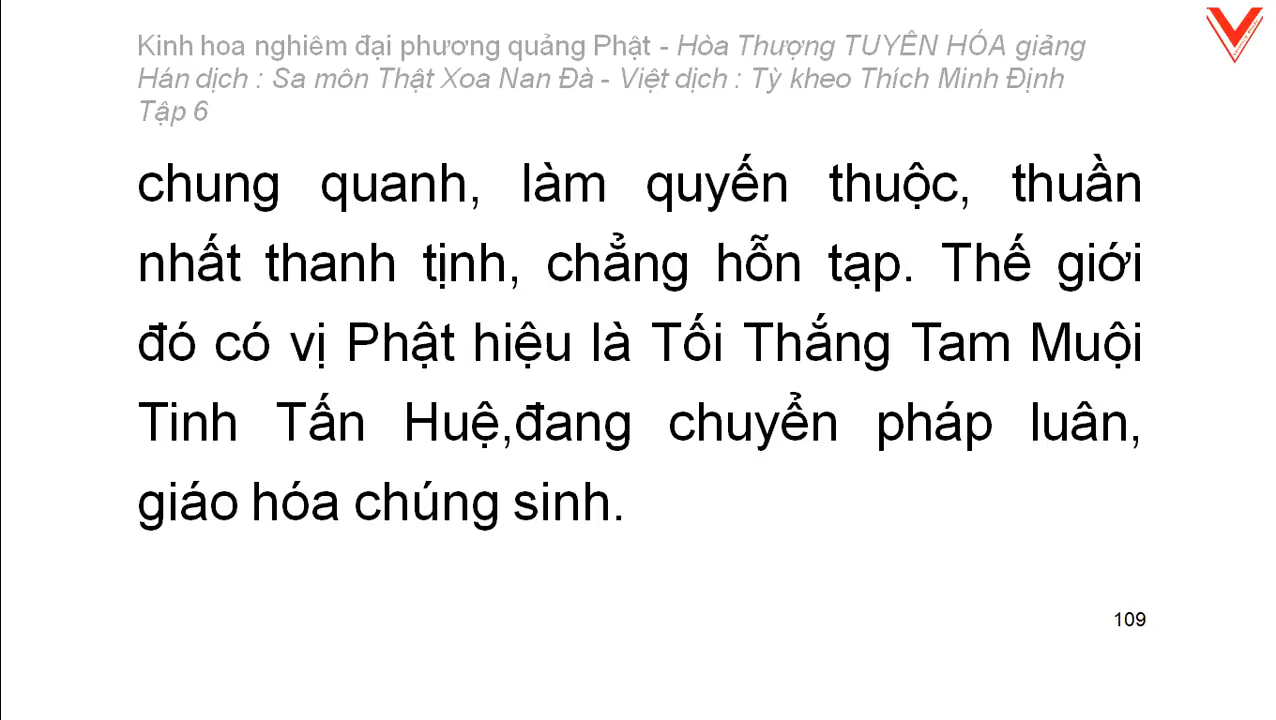 Kinh hoa nghiêm đại phương quảng Phật - Hòa Thượng TUYÊN HÓA giảng
Hán dịch : Sa môn Thật Xoa Nan Đà - Việt dịch : Tỳ kheo Thích Minh Định
Tập 6
chung quanh, làm quyến thuộc, thuần
nhất thanh tịnh, chẳng hỗn tạp. Thế giới
đó có vị Phật hiệu là Tối Thắng Tam Muội
Tinh Tấn Huệ,đang chuyển pháp luân,
giáo hóa chúng sinh.
109